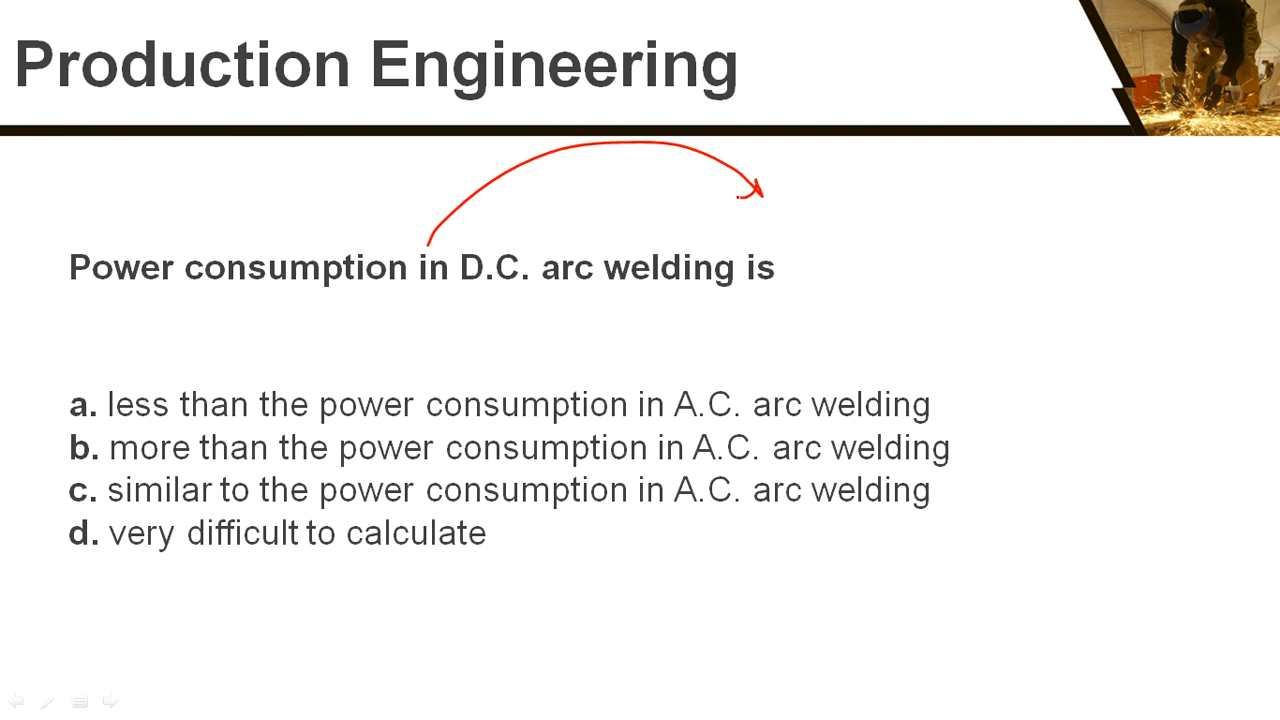 Production Engineering
Power consumption in D.C. arc welding is
a. less than the power consumption in A.C. arc welding
b. more than the power consumption in A.C. arc welding
c. similar to the power consumption in A.C. arc welding
d. very difficult to calculate